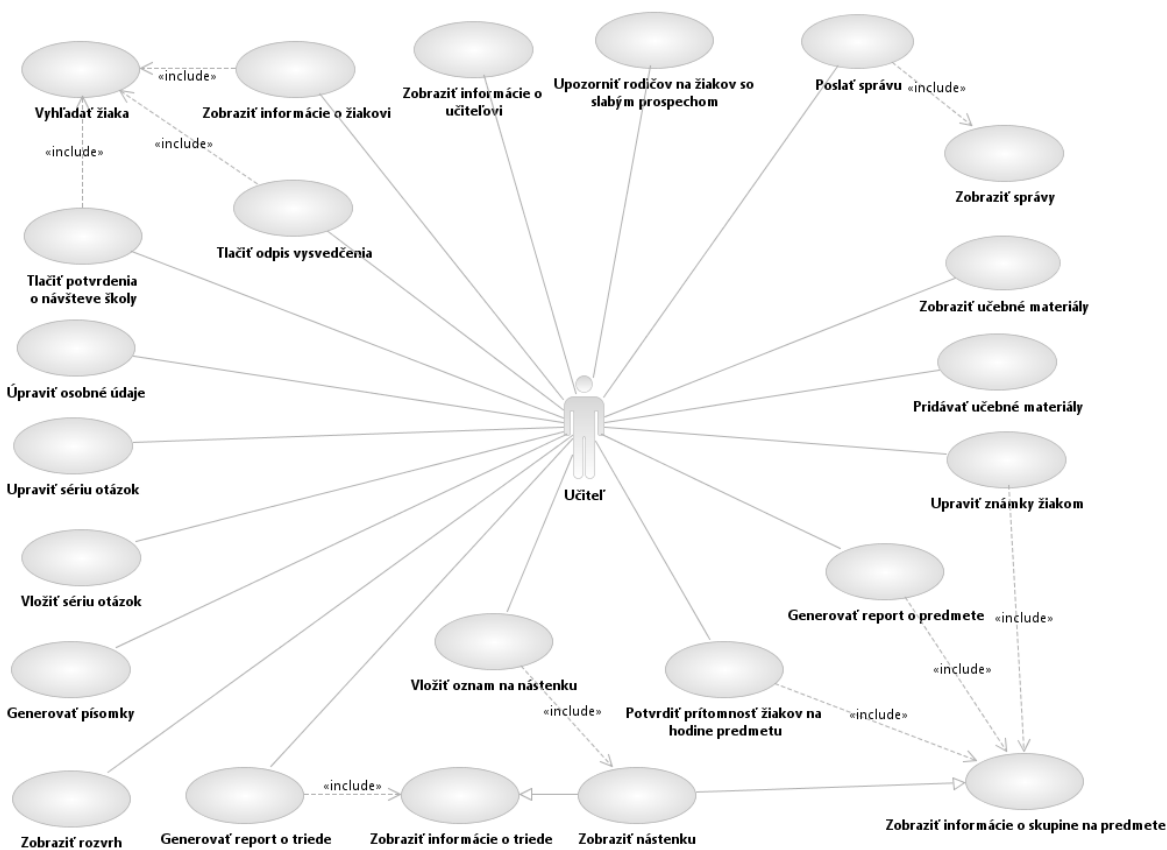 «include»
Vyhľadať žiaka
Zobraziť informácie o žiakovi
Zobraziť informácie o
učiteľovi
Upozorniť rodičov na žiakov so
slabým prospechom
Poslať správu
«include»
«include»
«include»
Zobraziť správy
Tlačiť odpis vysvedčenia
Tlačiť potvrdenia
o návšteve školy
Zobraziť učebné materiály
Úpraviť osobné údaje
Pridávať učebné materiály
Upraviť sériu otázok
Učiteľ
Upraviť známky žiakom
Vložiť sériu otázok
Generovať report o predmete
«include»
«include»
Generovať písomky
Vložiť oznam na nástenku
«include»
Potvrdiť prítomnosť žiakov na
hodine predmetu
«include»
«include»
Zobraziť rozvrh
Generovať report o triede
Zobraziť informácie o triede
Zobraziť nástenku
Zobraziť informácie o skupine na predmete